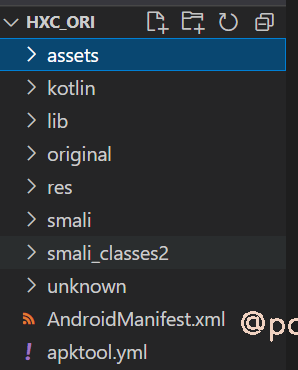 HXC_ORI
assets
kotlin
lib
original
res
smali
smali_classes2
unknown
AndroidManifest.xml
apktool.yml